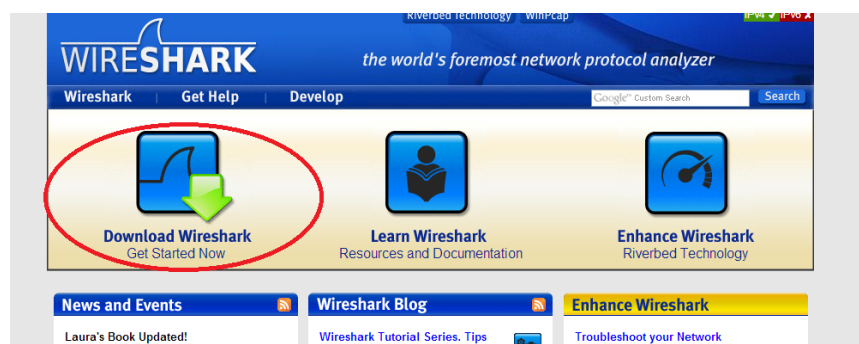 Riverbed Technology WinPcap IPv4 ✔ IPv6 ✘
WIRESHARK the world's foremost network protocol analyzer
Wireshark Get Help Develop Google™ Custom Search Search
Download Wireshark
Get Started Now
Learn Wireshark
Resources and Documentation
Enhance Wireshark
Riverbed Technology
News and Events
Laura's Book Updated!
Wireshark Blog
Wireshark Tutorial Series. Tips
Enhance Wireshark
Troubleshoot your Network